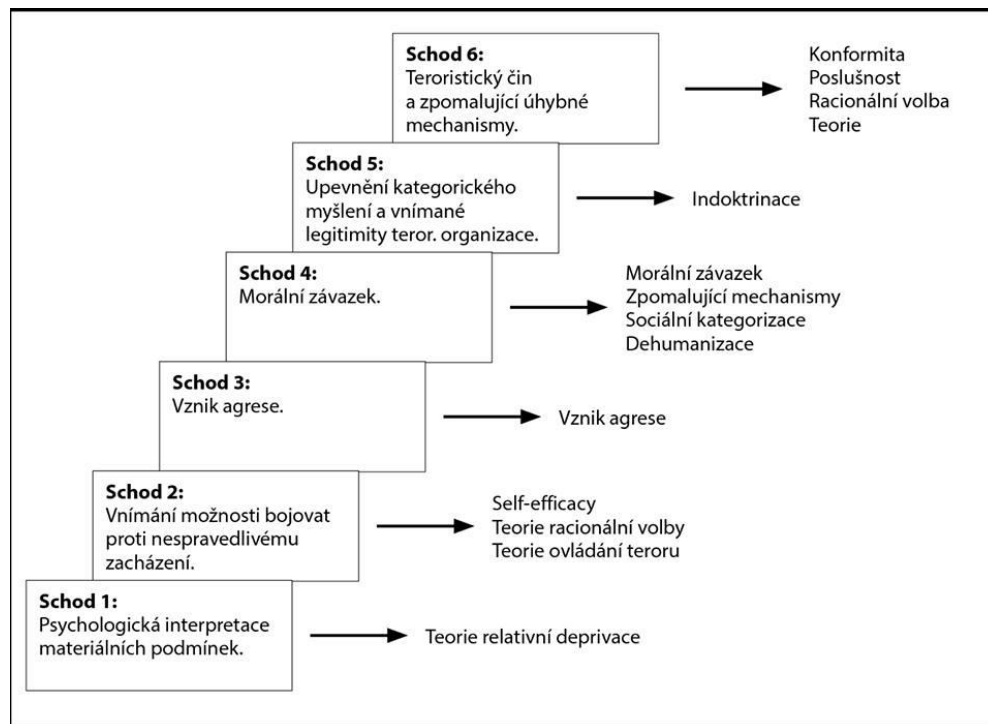 Schod 6:
Teroristický čin
a zpomalující úhybné
mechanismy.
Konformita
Poslušnost
Racionální volba
Teorie
Schod 5:
Upevnění kategorického
myšlení a vnímané
legitimity teror. organizace.
Indoktrinace
Schod 4:
Morální závazek.
Morální závazek
Zpomalující mechanismy
Sociální kategorizace
Dehumanizace
Schod 3:
Vznik agrese.
Vznik agrese
Schod 2:
Vnímání možnosti bojovat
proti nespravedlivému
zacházení.
Self-efficacy
Teorie racionální volby
Teorie ovládání teroru
Schod 1:
Psychologická interpretace
materiálních podmínek.
Teorie relativní deprivace